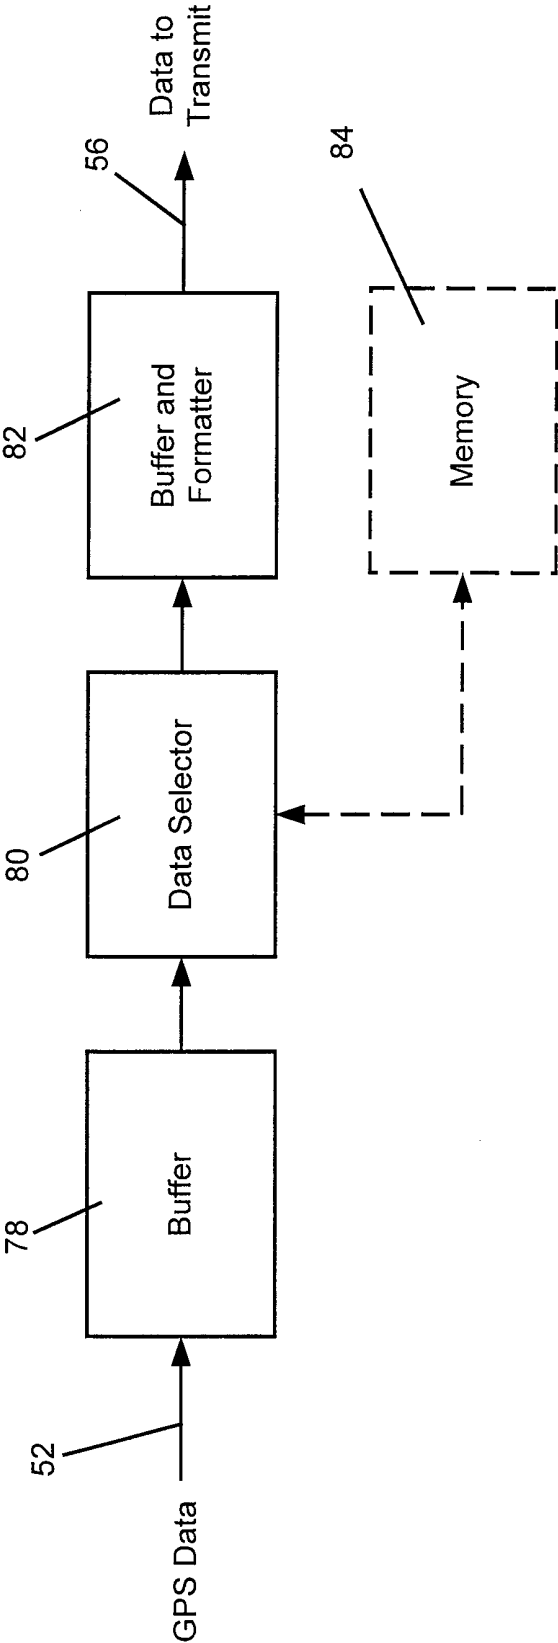 52
78
80
82
56
GPS Data
Buffer
Data Selector
Buffer and
Formatter
Data to
Transmit
84
Memory